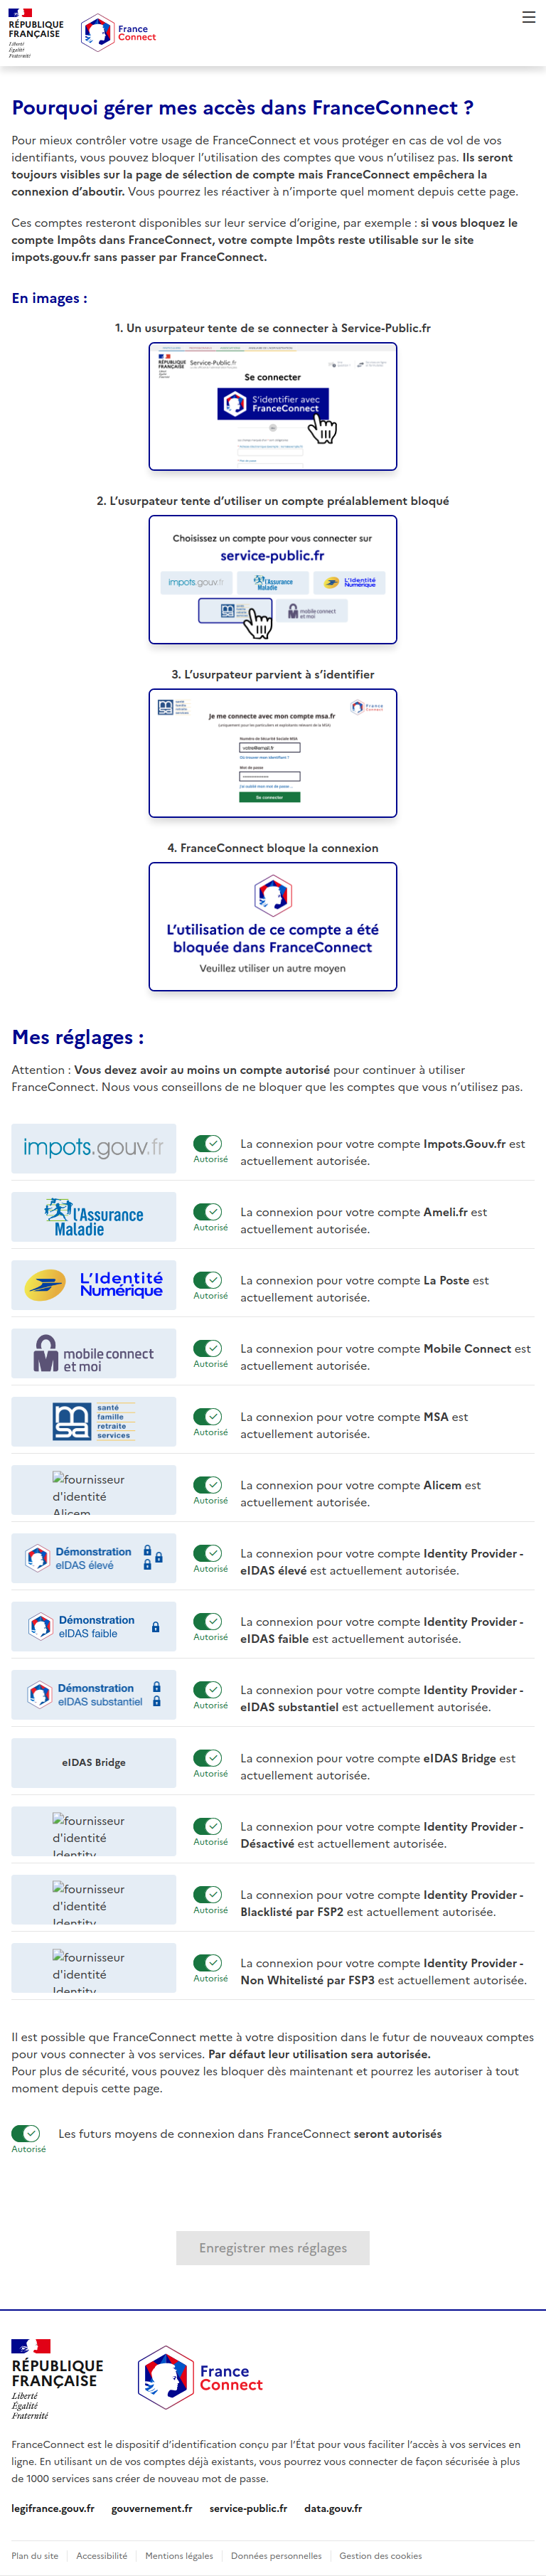 RÉPUBLIQUE
FRANÇAISE
Liberté
Égalité
Fraternité
France
Connect
Pourquoi gérer mes accès dans FranceConnect ?
Pour mieux contrôler votre usage de FranceConnect et vous protéger en cas de vol de vos
identifiants, vous pouvez bloquer l’utilisation des comptes que vous n’utilisez pas. Ils seront
toujours visibles sur la page de sélection de compte mais FranceConnect empêchera la
connexion d’aboutir. Vous pourrez les réactiver à n’importe quel moment depuis cette page.
Ces comptes resteront disponibles sur leur service d’origine, par exemple : si vous bloquez le
compte Impôts dans FranceConnect, votre compte Impôts reste utilisable sur le site
impots.gouv.fr sans passer par FranceConnect.
En images :
1. Un usurpateur tente de se connecter à Service-Public.fr
RÉPUBLIQUE
FRANÇAISE
Service-Public.fr
Se connecter
S’identifier avec
FranceConnect
2. L’usurpateur tente d’utiliser un compte préalablement bloqué
Choisissez un compte pour vous connecter sur
service-public.fr
impots.gouv.fr
l'Assurance
Maladie
L'Identité
Numérique
msa
mobile connect
et moi
3. L’usurpateur parvient à s’identifier
France
Connect
Je me connecte avec mon compte msa.fr
Numéro de Sécurité Sociale MSA
votre@email.fr
Mot de passe
Se connecter
4. FranceConnect bloque la connexion
L’utilisation de ce compte a été
bloquée dans FranceConnect
Veuillez utiliser un autre moyen
Mes réglages :
Attention : Vous devez avoir au moins un compte autorisé pour continuer à utiliser
FranceConnect. Nous vous conseillons de ne bloquer que les comptes que vous n’utilisez pas.
impots.gouv.fr
Autorisé
La connexion pour votre compte Impots.Gouv.fr est
actuellement autorisée.
l'Assurance
Maladie
Autorisé
La connexion pour votre compte Ameli.fr est
actuellement autorisée.
L'Identité
Numérique
Autorisé
La connexion pour votre compte La Poste est
actuellement autorisée.
mobile connect
et moi
Autorisé
La connexion pour votre compte Mobile Connect est
actuellement autorisée.
msa
santé
famille
retraite
services
Autorisé
La connexion pour votre compte MSA est
actuellement autorisée.
fournisseur
d'identité
Alicem
Autorisé
La connexion pour votre compte Alicem est
actuellement autorisée.
Démonstration
eIDAS élevé
Autorisé
La connexion pour votre compte Identity Provider -
eIDAS élevé est actuellement autorisée.
Démonstration
eIDAS faible
Autorisé
La connexion pour votre compte Identity Provider -
eIDAS faible est actuellement autorisée.
Démonstration
eIDAS substantiel
Autorisé
La connexion pour votre compte Identity Provider -
eIDAS substantiel est actuellement autorisée.
eIDAS Bridge
Autorisé
La connexion pour votre compte eIDAS Bridge est
actuellement autorisée.
fournisseur
d'identité
Identity
Autorisé
La connexion pour votre compte Identity Provider -
Désactivé est actuellement autorisée.
fournisseur
d'identité
Identity
Autorisé
La connexion pour votre compte Identity Provider -
Blacklisté par FSP2 est actuellement autorisée.
fournisseur
d'identité
Identity
Autorisé
La connexion pour votre compte Identity Provider -
Non Whitelisté par FSP3 est actuellement autorisée.
Il est possible que FranceConnect mette à votre disposition dans le futur de nouveaux comptes
pour vous connecter à vos services. Par défaut leur utilisation sera autorisée.
Pour plus de sécurité, vous pouvez les bloquer dès maintenant et pourrez les autoriser à tout
moment depuis cette page.
Autorisé
Les futurs moyens de connexion dans FranceConnect seront autorisés
Enregistrer mes réglages
RÉPUBLIQUE
FRANÇAISE
Liberté
Égalité
Fraternité
France
Connect
FranceConnect est le dispositif d’identification conçu par l’État pour vous faciliter l’accès à vos services en
ligne. En utilisant un de vos comptes déjà existants, vous pourrez vous connecter de façon sécurisée à plus
de 1000 services sans créer de nouveau mot de passe.
legifrance.gouv.fr gouvernement.fr service-public.fr data.gouv.fr
Plan du site Accessibilité Mentions légales Données personnelles Gestion des cookies